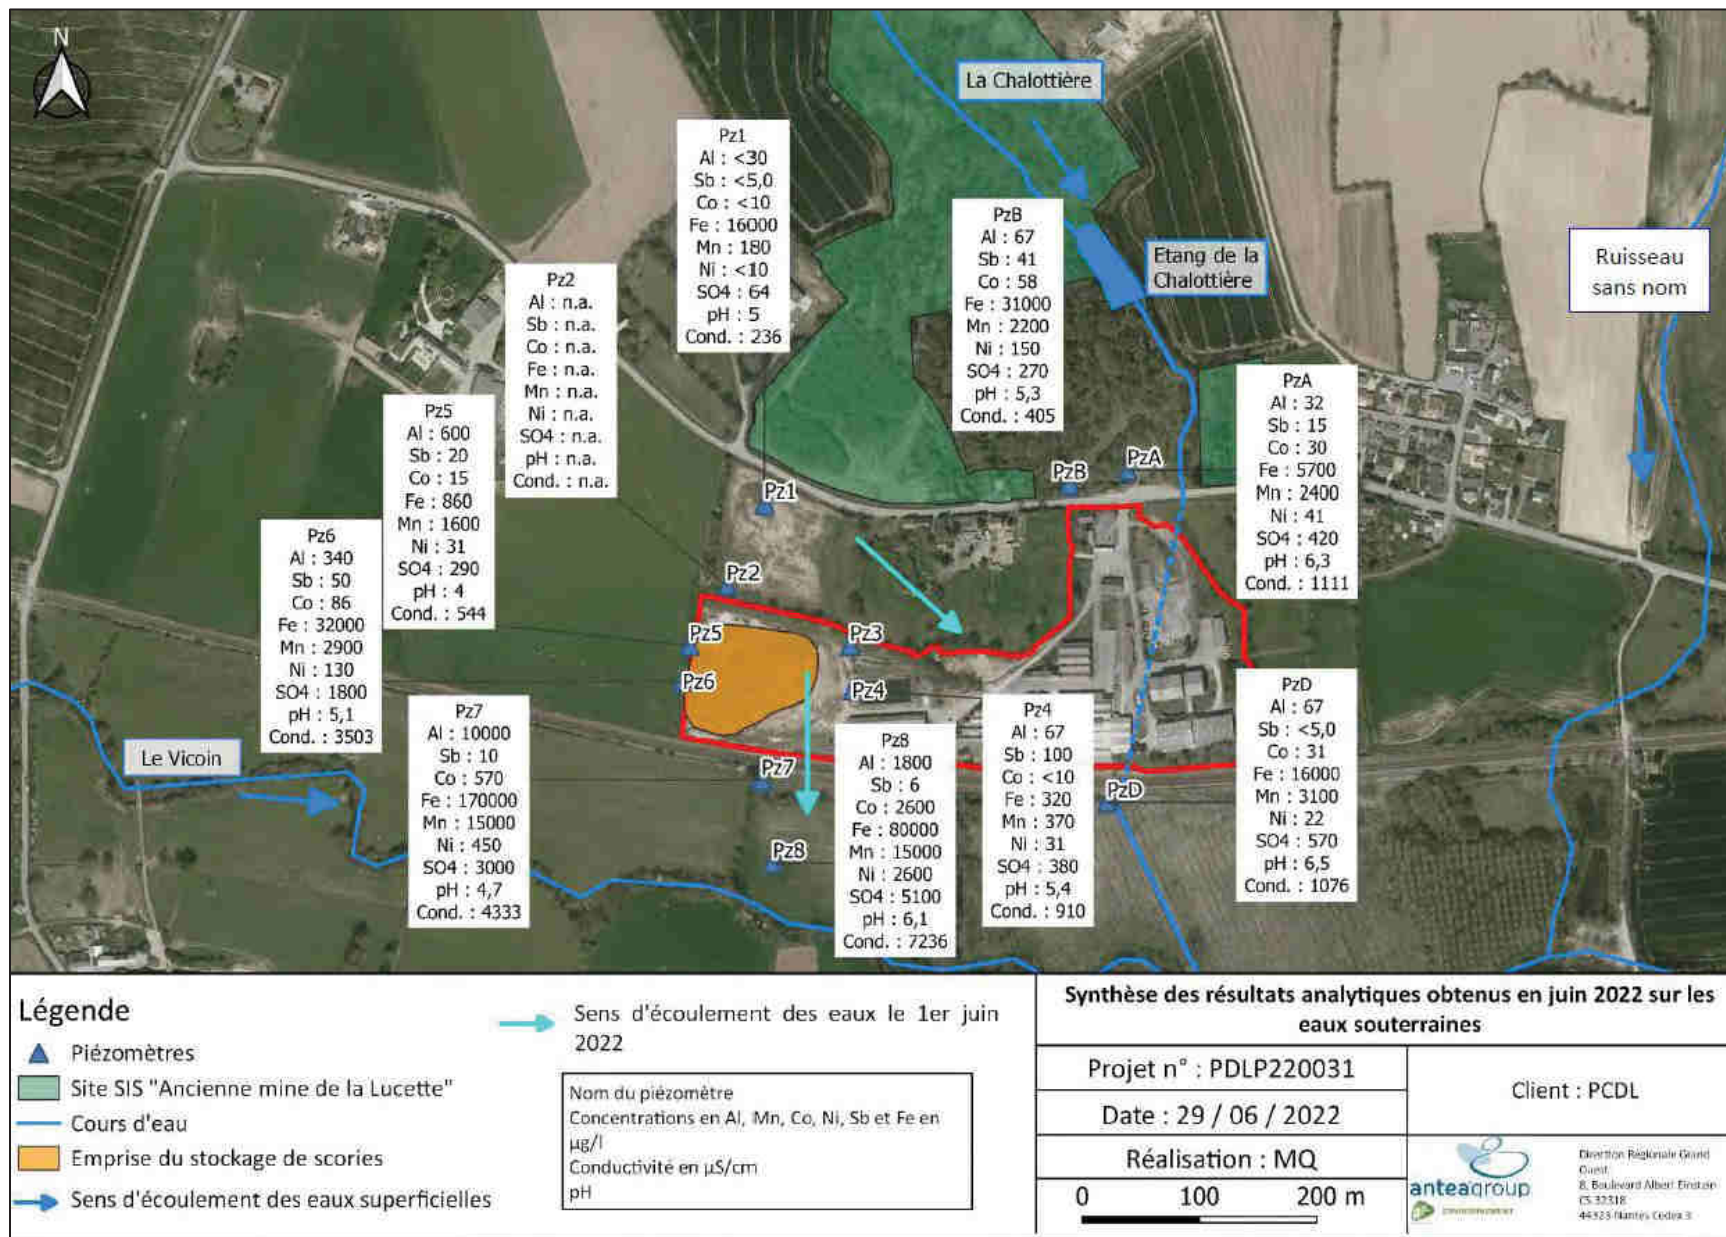 N
La Chalottière
Pz1
Al : <30
Sb : <5,0
Co : <10
Fe : 16000
Mn : 180
Ni : <10
SO4 : 64
pH : 5
Cond. : 236
PzB
Al : 67
Sb : 41
Co : 58
Fe : 31000
Mn : 2200
Ni : 150
SO4 : 270
pH : 5,3
Cond. : 405
Etang de la
Chalottière
Ruisseau
sans nom
Pz2
Al : n.a.
Sb : n.a.
Co : n.a.
Fe : n.a.
Mn : n.a.
Ni : n.a.
SO4 : n.a.
pH : n.a.
Cond. : n.a.
PzA
Al : 32
Sb : 15
Co : 30
Fe : 5700
Mn : 2400
Ni : 41
SO4 : 420
pH : 6,3
Cond. : 1111
Pz5
Al : 600
Sb : 20
Co : 15
Fe : 860
Mn : 1600
Ni : 31
SO4 : 290
pH : 4
Cond. : 544
Pz6
Al : 340
Sb : 50
Co : 86
Fe : 32000
Mn : 2900
Ni : 130
SO4 : 1800
pH : 5,1
Cond. : 3503
Pz1
PzB
PzA
Pz2
Pz5
Pz3
Pz6
Pz4
Le Vicoin
Pz7
Al : 10000
Sb : 10
Co : 570
Fe : 170000
Mn : 15000
Ni : 450
SO4 : 3000
pH : 4,7
Cond. : 4333
Pz7
Pz8
Pz8
Al : 1800
Sb : 6
Co : 2600
Fe : 80000
Mn : 15000
Ni : 2600
SO4 : 5100
pH : 6,1
Cond. : 7236
Pz4
Al : 67
Sb : 100
Co : <10
Fe : 320
Mn : 370
Ni : 31
SO4 : 380
pH : 5,4
Cond. : 910
PzD
PzD
Al : 67
Sb : <5,0
Co : 31
Fe : 16000
Mn : 3100
Ni : 22
SO4 : 570
pH : 6,5
Cond. : 1076
Légende
Piézomètres
Site SIS "Ancienne mine de la Lucette"
Cours d'eau
Emprise du stockage de scories
Sens d'écoulement des eaux superficielles
Sens d'écoulement des eaux le 1er juin
2022
Nom du piézomètre
Concentrations en Al, Mn, Co, Ni, Sb et Fe en
µg/l
Conductivité en µS/cm
pH
Synthèse des résultats analytiques obtenus en juin 2022 sur les
eaux souterraines
Projet n° : PDLP220031
Date : 29 / 06 / 2022
Réalisation : MQ
0 100 200 m
Client : PCDL
anteagroup
Direction Régionale Grand
Ouest
8, Boulevard Albert Einstein
CS 32318
44323 Nantes Cedex 3